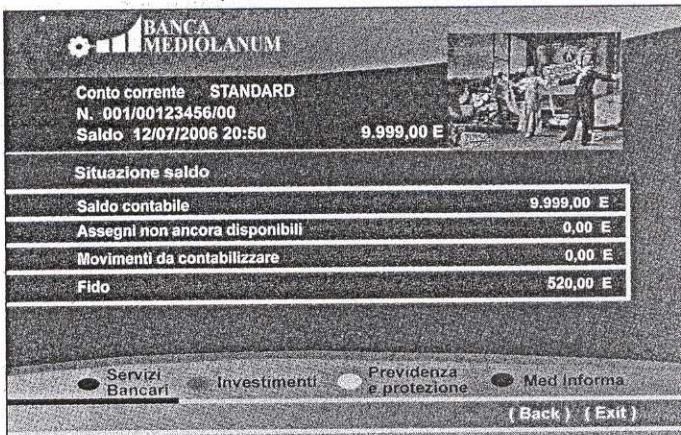 BANCA
MEDIOLANUM
Conto corrente STANDARD
N. 001/00123456/00
Saldo 12/07/2006 20:50 9.999,00 E
Situazione saldo
Saldo contabile 9.999,00 E
Assegni non ancora disponibili 0,00 E
Movimenti da contabilizzare 0,00 E
Fido 520,00 E
Servizi
Bancari
Investimenti
Previdenza
e protezione
Med Informa
( Back ) ( Exit )